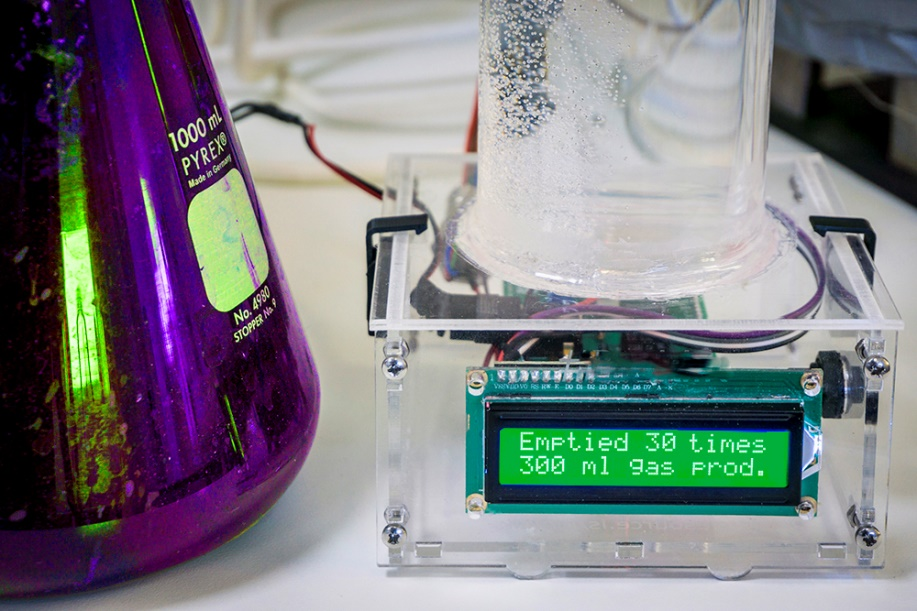 1000 mL
PYREX®
Made in Germany
No. 4980
STOPPER No. 9
Emptied 30 times
300 ml gas prod.